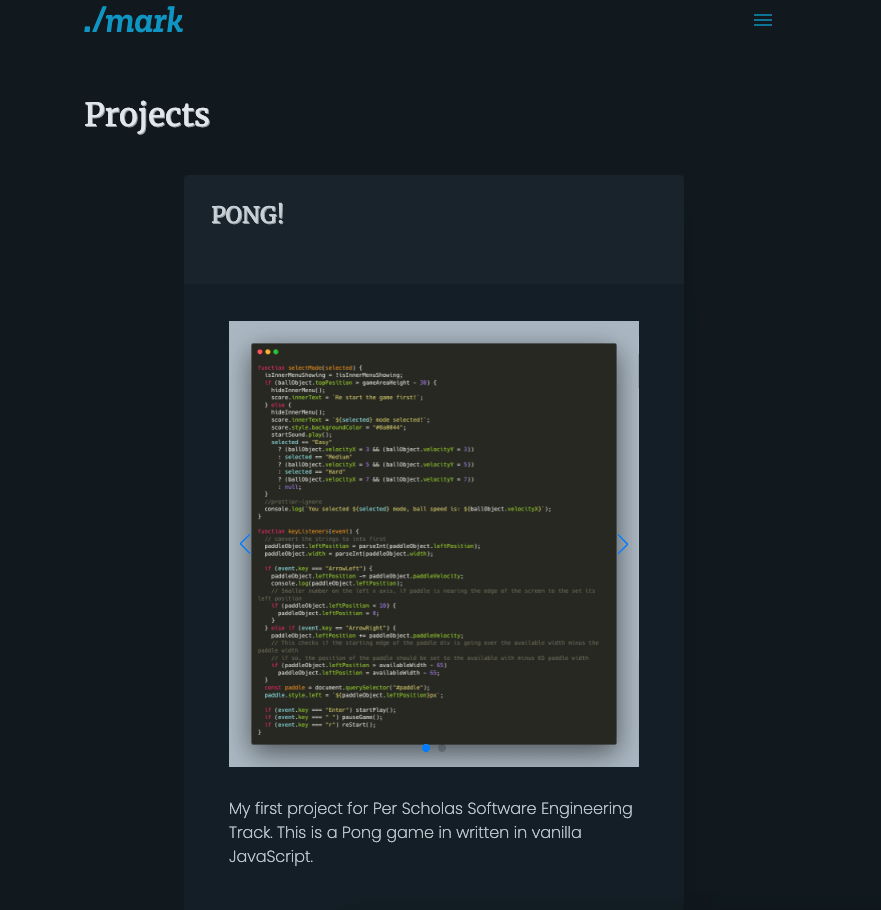 ./mark
Projects
PONG!
function selectMode(selected) {
isInnerMenuShowing = !isInnerMenuShowing;
if (ballObject.topPosition = gameAreaHeight - 30) {
hideInnerMenu();
score.innerText = `Re start the game first!`;
} else {
hideInnerMenu();
score.innerText = `${selected} mode selected!`;
score.style.backgroundColor =
startSound.play();
selected == "Easy"
? (ballObject.velocityX = 3 && (ballObject.velocityY = 3))
: selected == "Medium"
? (ballObject.velocityX = 5 && (ballObject.velocityY = 5))
: selected == "Hard"
? (ballObject.velocityX = 7 && (ballObject.velocityY = 7))
: null;
}
//prettier-ignore
console.log(`You selected ${selected} mode, ball speed is: ${ballObject.velocityX}`);
}
function keyListeners(event) {
// convert the strings to into first
paddleObject.leftPosition = parseInt(paddleObject.leftPosition);
paddleObject.width = parseInt(paddleObject.width);
if (event.key == "ArrowLeft") {
paddleObject.leftPosition -= paddleObject.paddleVelocity;
console.log(paddleObject.leftPosition);
// Smaller number on the left x axis, if paddle is nearing the edge of the screen to the set its
left position
if (paddleObject.leftPosition < 10) {
paddleObject.leftPosition = 0;
}
} else if (event.key == "ArrowRight") {
paddleObject.leftPosition += paddleObject.paddleVelocity;
// This checks if the starting edge of the paddle div is going over the available width minus the
paddle width
// if so, the position of the paddle should be set to the available with minus 65 paddle width
if (paddleObject.leftPosition > availableWidth - 65)
paddleObject.leftPosition = availableWidth - 65;
}
const paddle = document.querySelector("#paddle");
paddle.style.left = `${paddleObject.leftPosition}px`;
if (event.key === "Enter") startPlay();
if (event.key === " ") pauseGame();
if (event.key === "r") reStart();
}
My first project for Per Scholas Software Engineering
Track. This is a Pong game in written in vanilla
JavaScript.